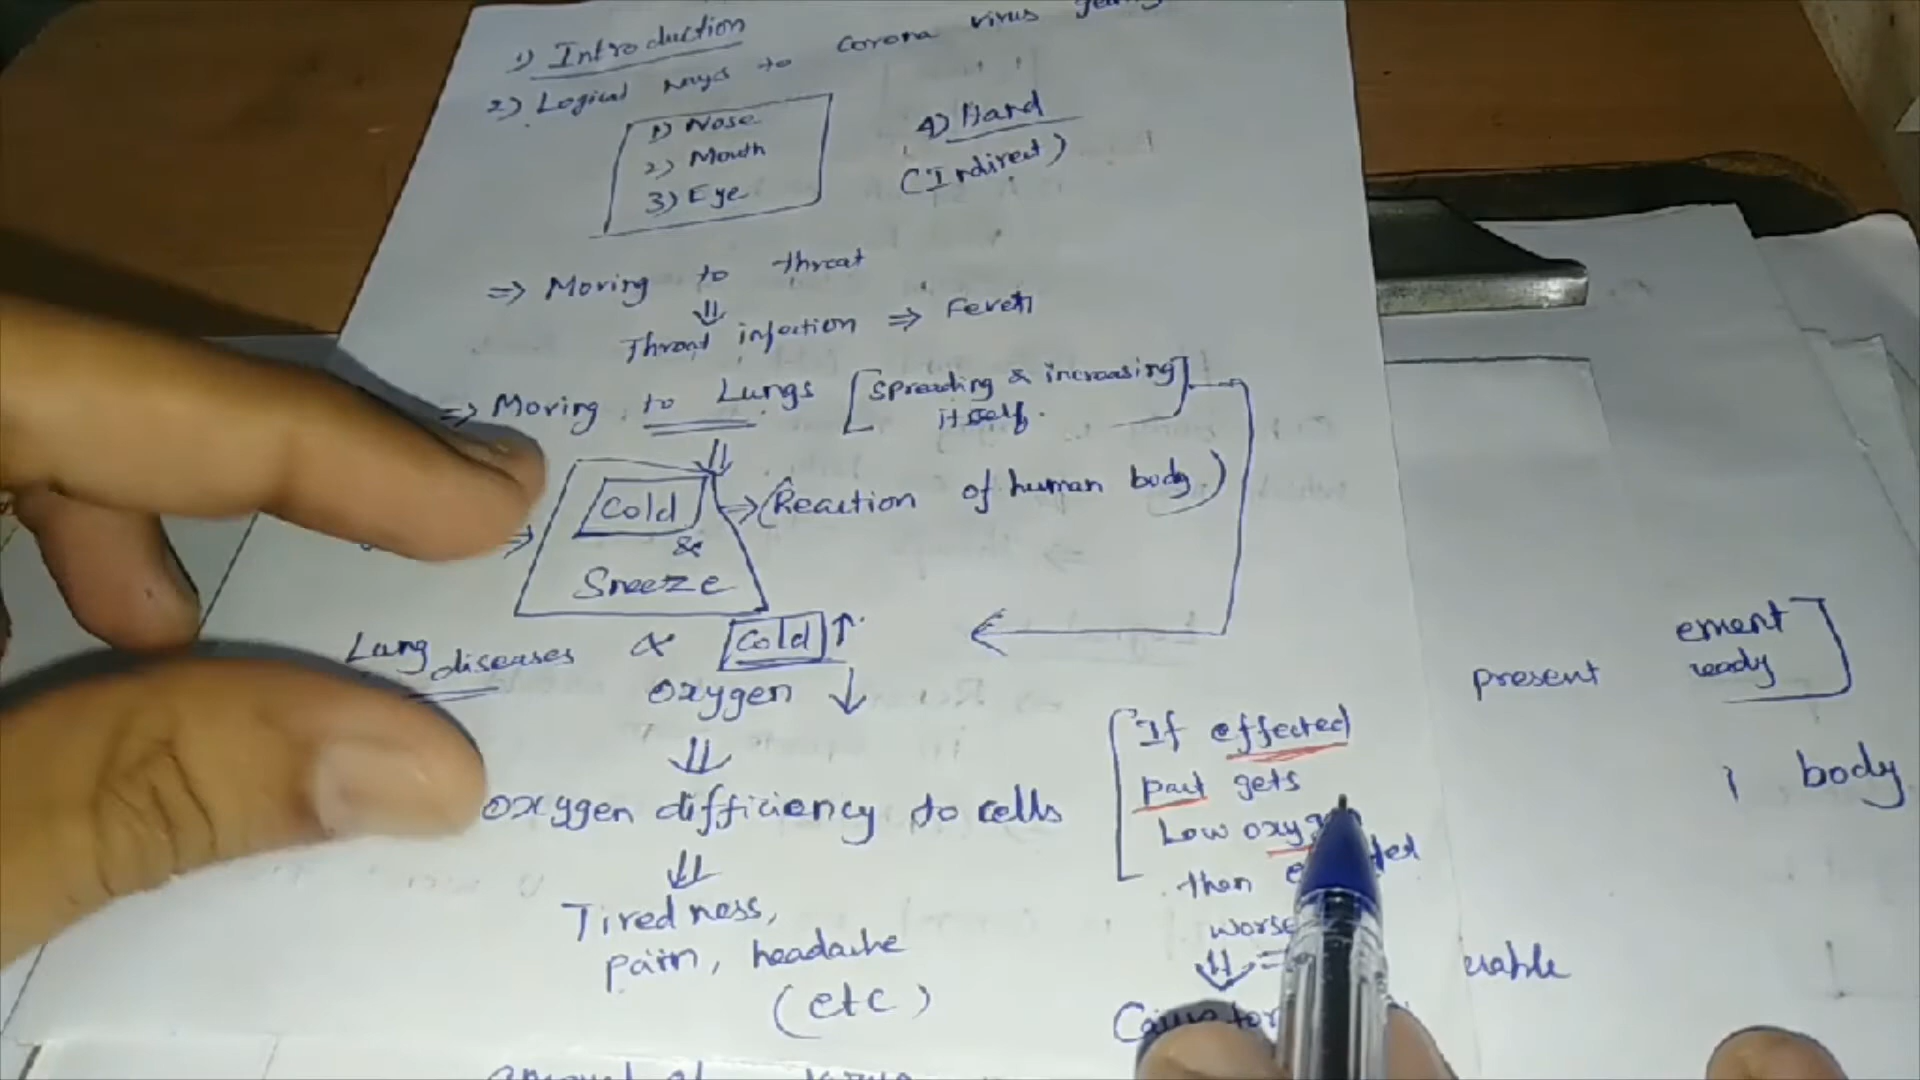 1) Introduction
2) Logical ways to corona virus
1) Nose
2) Mouth
3) Eye
4) Hand
(Indirect)
⇒ Moving to throat
⇓
Throat infection ⇒ Fever
⇒ Moving to Lungs [spreading & increasing
itself.]
⇓
Cold ⇒ (Reaction of human body)
&
Sneeze
Lung diseases & Cold ↑
oxygen ↓
⇓
oxygen difficiency to cells
⇓
Tiredness,
pain, headache
(etc)
[If effected
part gets
Low
then
worse
⇓
present
ement
ready]
body